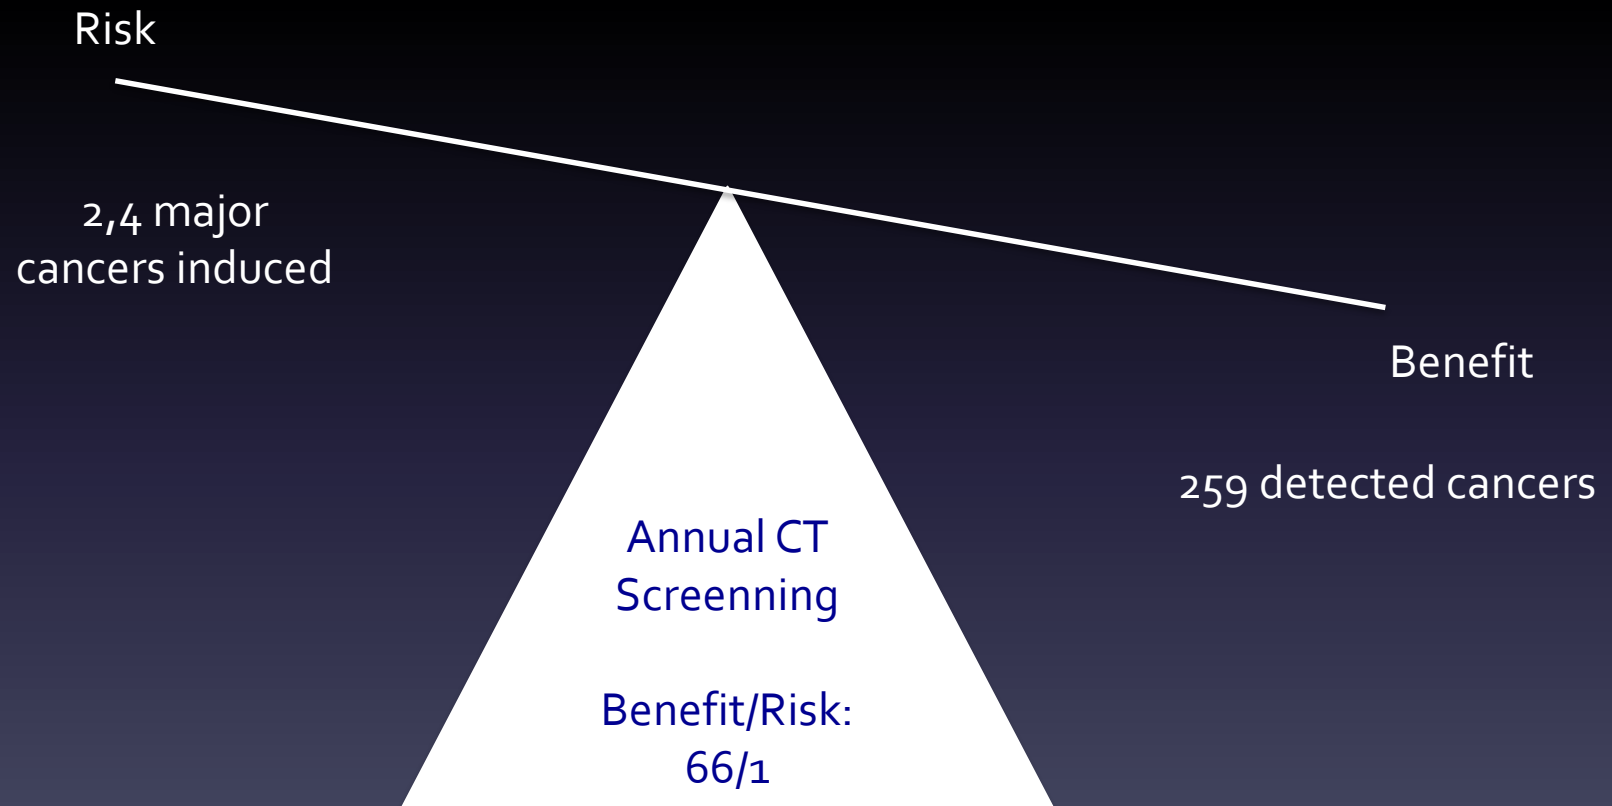 Risk
2,4 major
cancers induced
Benefit
259 detected cancers
Annual CT
Screenning
Benefit/Risk:
66/1